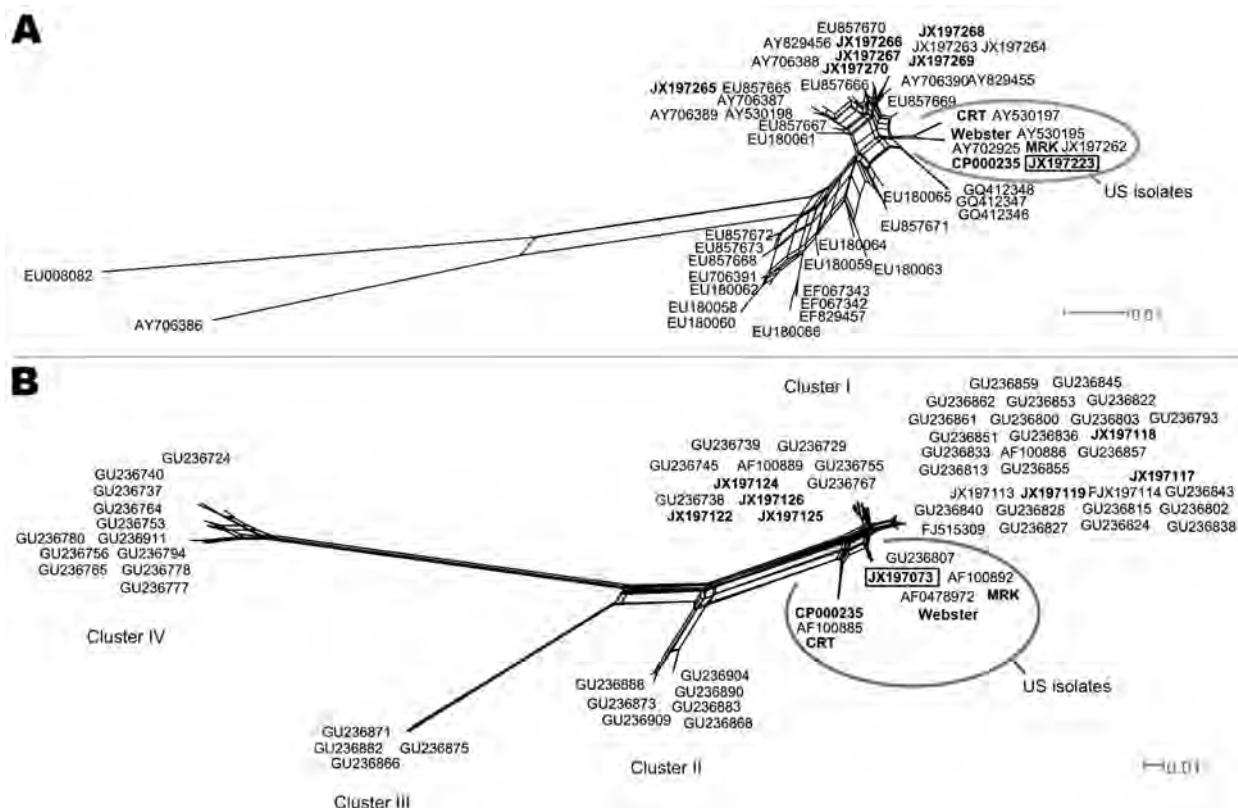 A
EU857670 JX197268
AY829456 JX197266 JX197263 JX197264
AY706388 JX197267 JX197269
JX197270 AY706390 AY829455
JX197265 EU857665 EU857666
AY706387 EU857669
AY706389 AY530198
EU857667
EU180061
CRT AY530197
Webster AY530195
AY702925 MRK JX197262
CP000235 JX197223
US isolates
EU180065 GQ412348
GQ412347
GQ412346
EU857671
EU857672
EU857673
EU857668
EU706391
EU180062
EU180058
EU180060
EU180064
EU180059
EU180063
EF067343
EF067342
EF829457
EU180066
EU008082
AY706386
0.01
B
Cluster I
GU236859 GU236845
GU236862 GU236853 GU236822
GU236861 GU236800 GU236803 GU236793
GU236851 GU236836 JX197118
GU236833 AF100886 GU236857
GU236813 GU236855
JX197117
JX197113 JX197119 FJX197114 GU236843
GU236840 GU236828 GU236815 GU236802
FJ515309 GU236827 GU236824 GU236838
GU236739 GU236729
GU236745 AF100889 GU236755
JX197124 GU236767
GU236738 JX197126
JX197122 JX197125
GU236724
GU236740
GU236737
GU236764
GU236753
GU236780 GU236911
GU236756 GU236794
GU236765 GU236778
GU236777
Cluster IV
GU236807
JX197073 AF100892
AF0478972 MRK
Webster
CP000235
AF100885
CRT
US isolates
GU236888
GU236873
GU236909
GU236904
GU236890
GU236883
GU236868
Cluster II
GU236871
GU236882 GU236875
GU236866
Cluster III
0.01